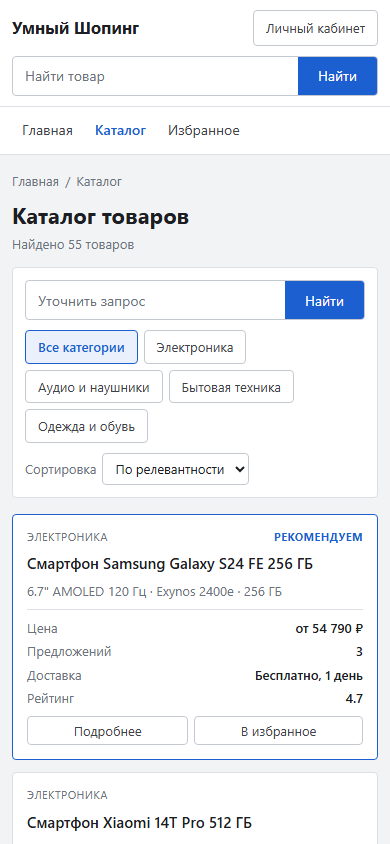 Умный Шопинг
Личный кабинет
Найти товар
Найти
Главная Каталог Избранное
Главная / Каталог
Каталог товаров
Найдено 55 товаров
Уточнить запрос
Найти
Все категории
Электроника
Аудио и наушники
Бытовая техника
Одежда и обувь
Сортировка
По релевантности
ЭЛЕКТРОНИКА
РЕКОМЕНДУЕМ
Смартфон Samsung Galaxy S24 FE 256 ГБ
6.7" AMOLED 120 Гц · Exynos 2400e · 256 ГБ
Цена
от 54 790 ₽
Предложений
3
Доставка
Бесплатно, 1 день
Рейтинг
4.7
Подробнее
В избранное
ЭЛЕКТРОНИКА
Смартфон Xiaomi 14T Pro 512 ГБ